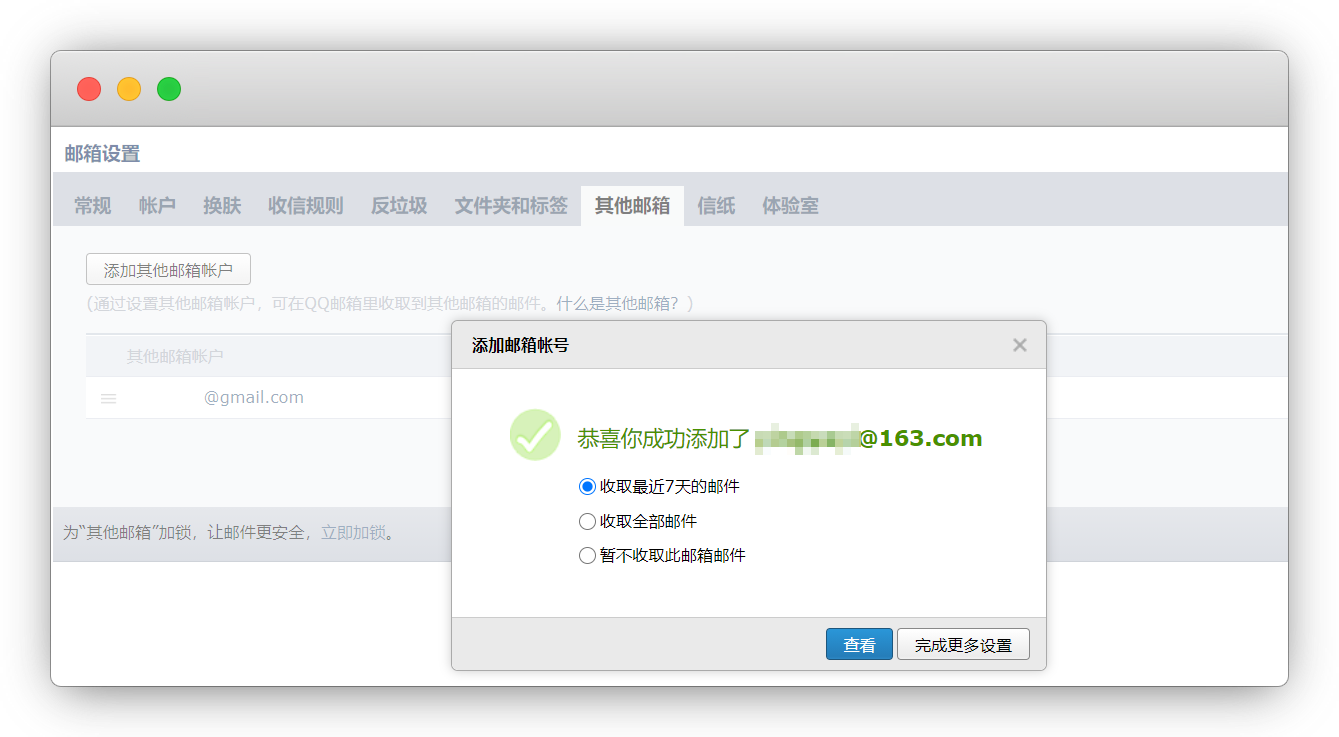 邮箱设置
常规 帐户 换肤 收信规则 反垃圾 文件夹和标签 其他邮箱 信纸 体验室
添加其他邮箱帐户
(通过设置其他邮箱帐户，可在QQ邮箱里收取到其他邮箱的邮件。什么是其他邮箱？)
其他邮箱帐户
@gmail.com
为“其他邮箱”加锁，让邮件更安全，立即加锁。
添加邮箱帐号
恭喜你成功添加了 @163.com
收取最近7天的邮件
收取全部邮件
暂不收取此邮箱邮件
查看 完成更多设置